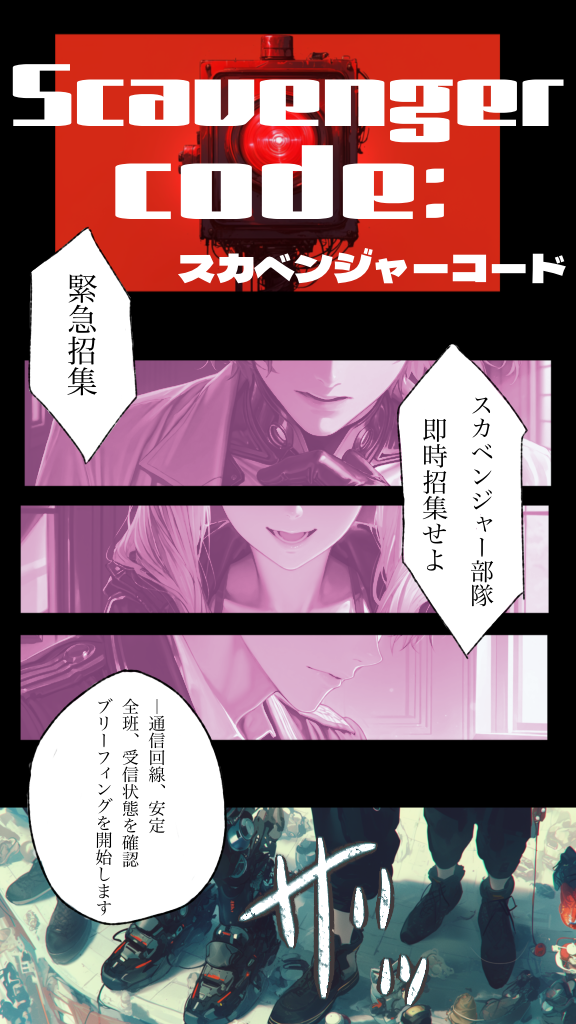 Scavenger
code:
スカベンジャーコード
緊急招集
スカベンジャー部隊
即時招集せよ
—通信回線、安定
全班、受信状態を確認
ブリーフィングを開始します
ザッッ